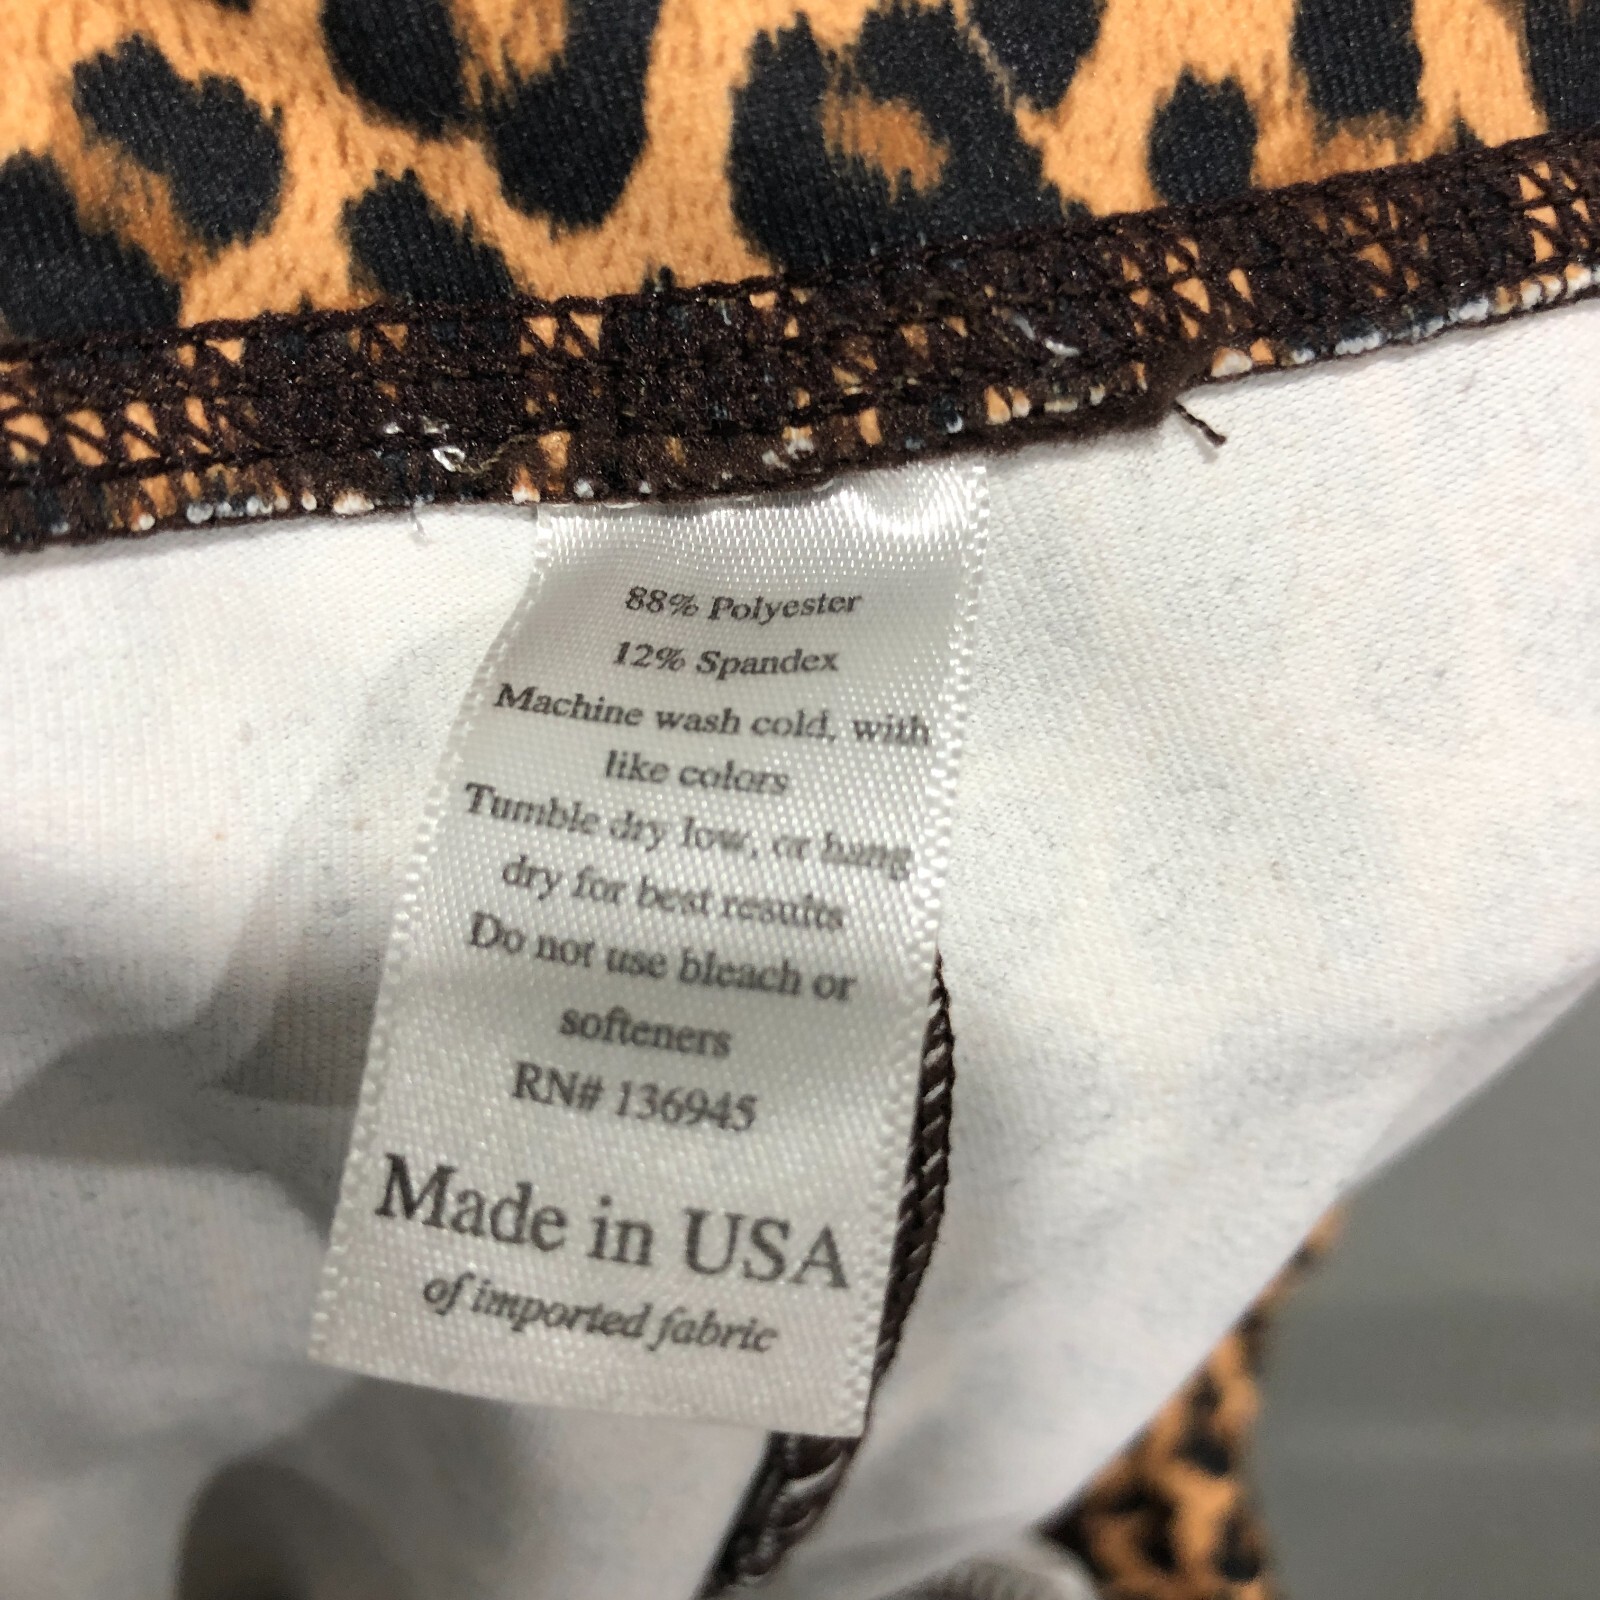 88% Polyester
12% Spandex
Machine wash cold, with
like colors
Tumble dry low, or hang
dry for best results
Do not use bleach or
softeners
RN# 136945
Made in USA
of imported fabric